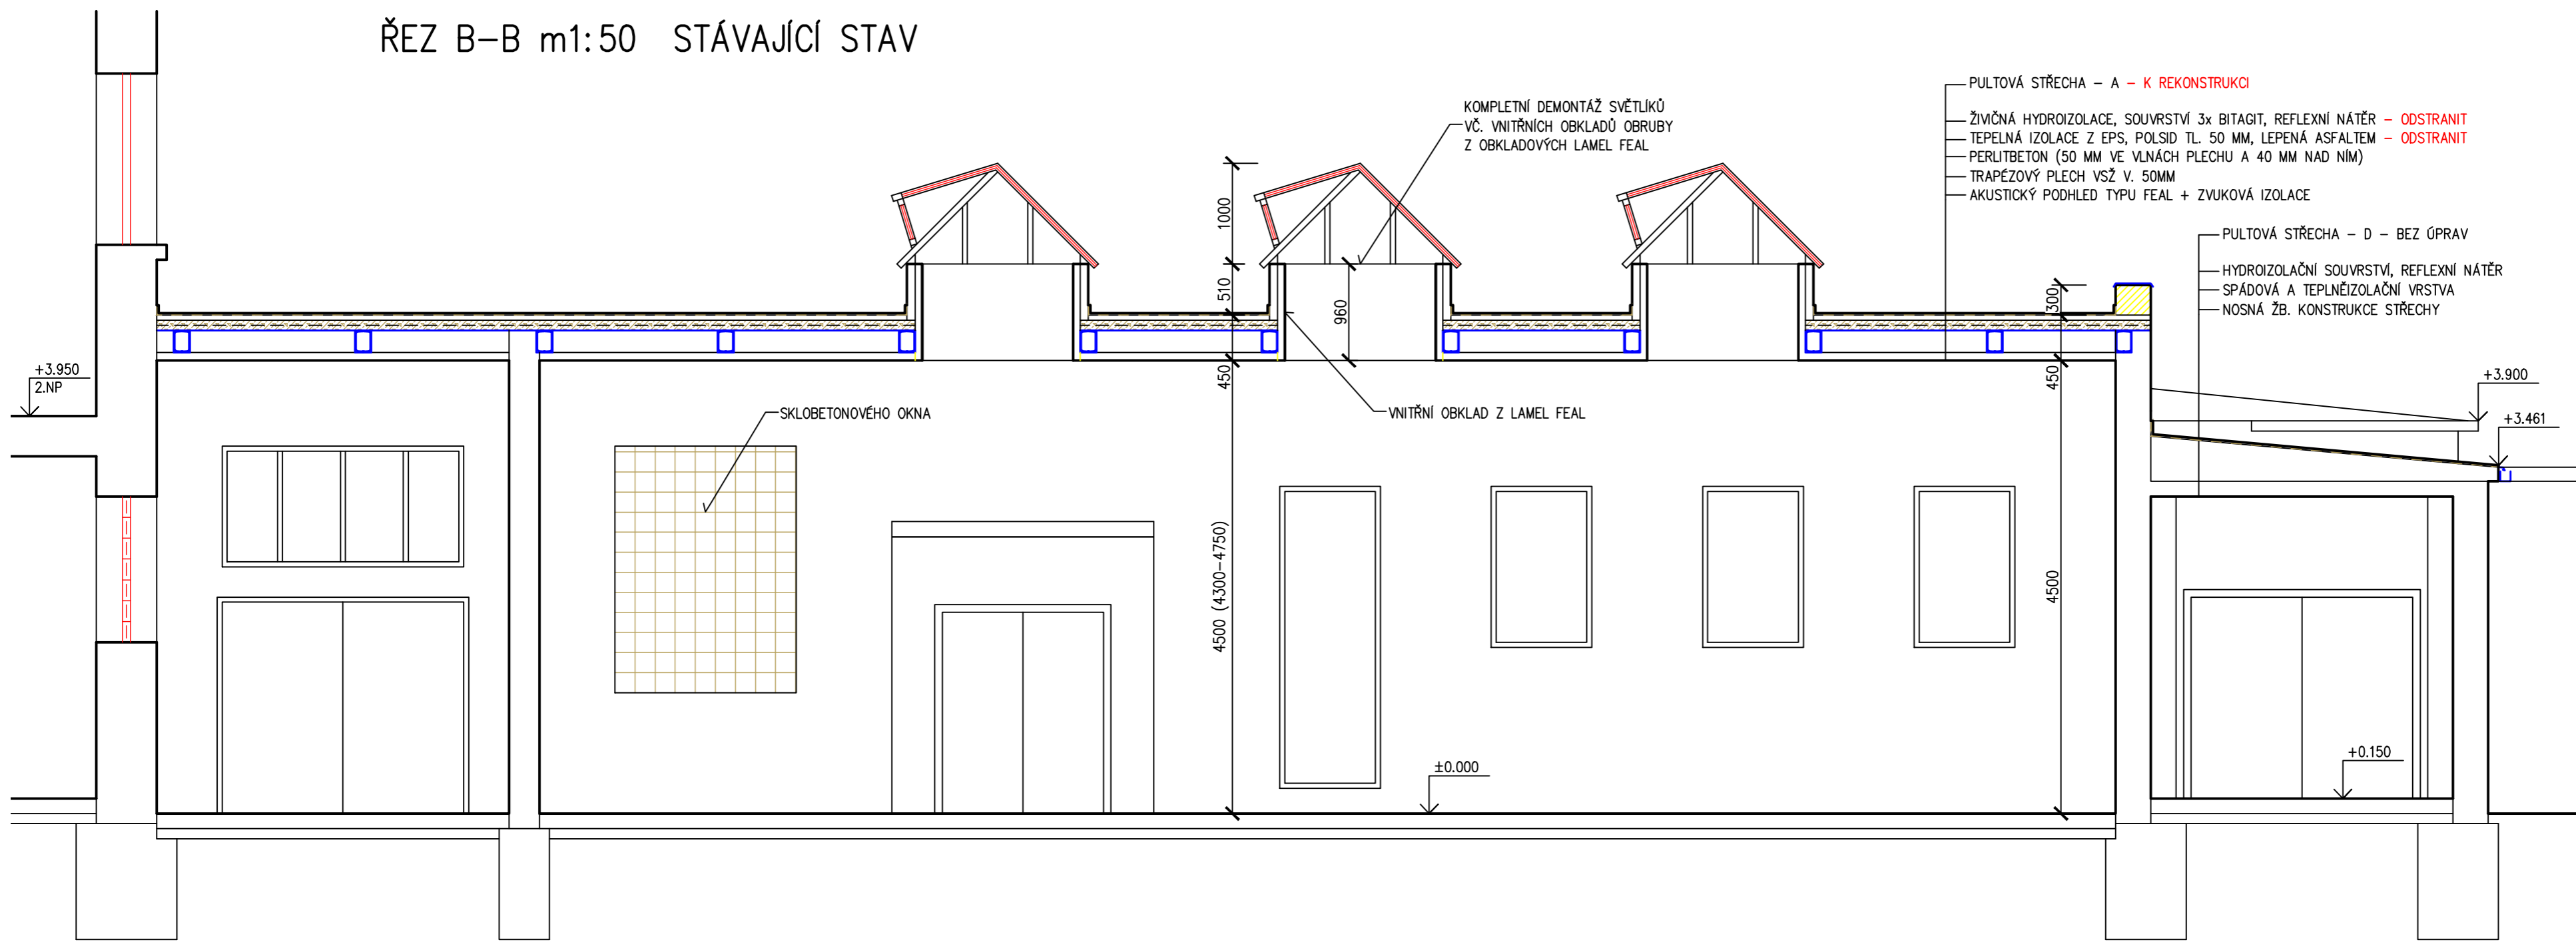 ŘEZ B-B m1:50 STÁVAJÍCÍ STAV
KOMPLETNÍ DEMONTÁŽ SVĚTLÍKŮ
VČ. VNITŘNÍCH OBKLADŮ OBRUBY
Z OBKLADOVÝCH LAMEL FEAL
PULTOVÁ STŘECHA - A - K REKONSTRUKCI
ŽIVIČNÁ HYDROIZOLACE, SOUVRSTVÍ 3x BITAGIT, REFLEXNÍ NÁTĚR - ODSTRANIT
TEPELNÁ IZOLACE Z EPS, POLSID TL. 50 MM, LEPENÁ ASFALTEM - ODSTRANIT
PERLITBETON (50 MM VE VLNÁCH PLECHU A 40 MM NAD NÍM)
TRAPÉZOVÝ PLECH VSŽ V. 50MM
AKUSTICKÝ PODHLED TYPU FEAL + ZVUKOVÁ IZOLACE
PULTOVÁ STŘECHA - D - BEZ ÚPRAV
HYDROIZOLAČNÍ SOUVRSTVÍ, REFLEXNÍ NÁTĚR
SPÁDOVÁ A TEPLNĚIZOLAČNÍ VRSTVA
NOSNÁ ŽB. KONSTRUKCE STŘECHY
1000
510
960
300
450
450
+3.950
2.NP
+3.900
+3.461
SKLOBETONOVÉHO OKNA
VNITŘNÍ OBKLAD Z LAMEL FEAL
4500 (4300-4750)
4500
±0.000
+0.150